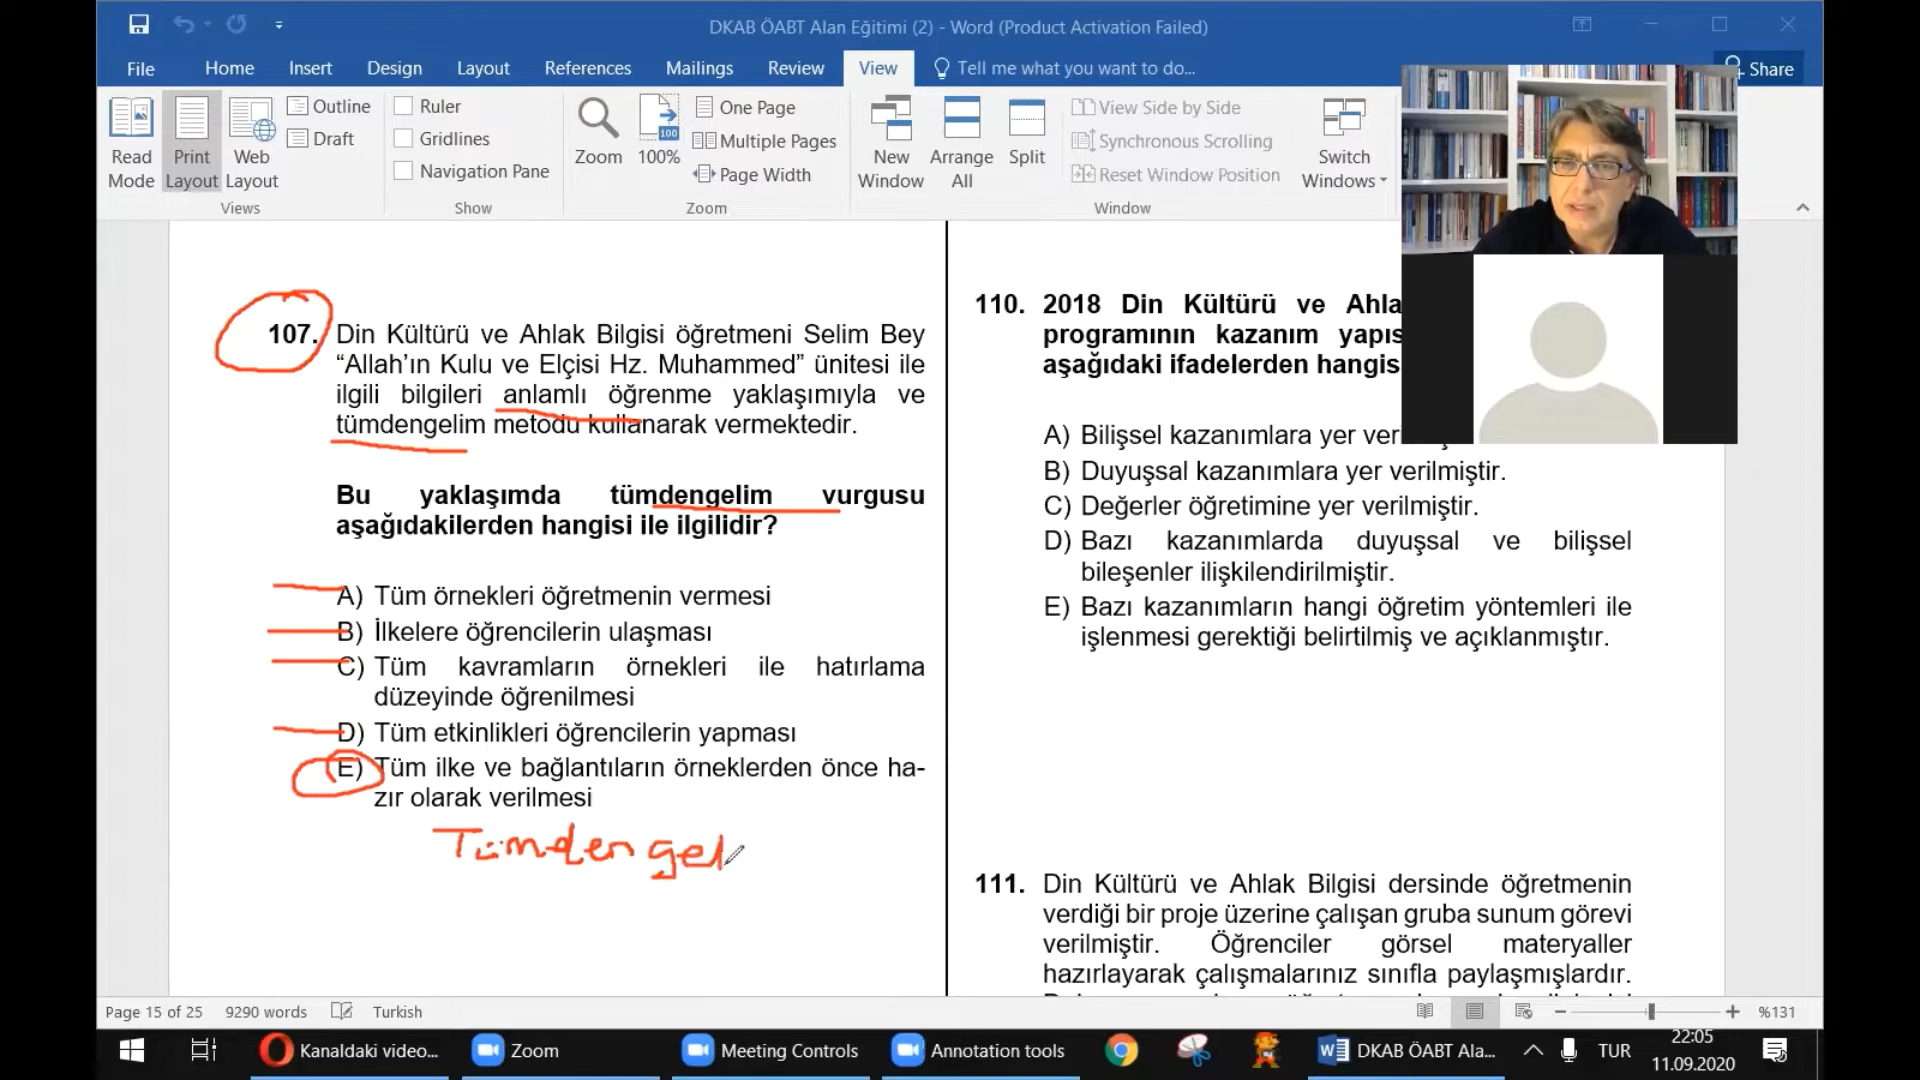 DKAB ÖABT Alan Eğitimi (2) - Word (Product Activation Failed)
File Home Insert Design Layout References Mailings Review View Tell me what you want to do... Share
Read Mode
Print Layout
Web Layout
Outline
Draft
Views
Ruler
Gridlines
Navigation Pane
Show
Zoom
100
100%
One Page
Multiple Pages
Page Width
Zoom
New Window
Arrange All
Split
View Side by Side
Synchronous Scrolling
Reset Window Position
Switch Windows
Window
107. Din Kültürü ve Ahlak Bilgisi öğretmeni Selim Bey
“Allah’ın Kulu ve Elçisi Hz. Muhammed” ünitesi ile
ilgili bilgileri anlamlı öğrenme yaklaşımıyla ve
tümdengelim metodu kullanarak vermektedir.
Bu yaklaşımda tümdengelim vurgusu
aşağıdakilerden hangisi ile ilgilidir?
A) Tüm örnekleri öğretmenin vermesi
B) İlkelere öğrencilerin ulaşması
C) Tüm kavramların örnekleri ile hatırlama
düzeyinde öğrenilmesi
D) Tüm etkinlikleri öğrencilerin yapması
E) Tüm ilke ve bağlantıların örneklerden önce ha-
zır olarak verilmesi
Tümdengel
110. 2018 Din Kültürü ve Ahla
programının kazanım yapıs
aşağıdaki ifadelerden hangis
A) Bilişsel kazanımlara yer ver
B) Duyuşsal kazanımlara yer verilmiştir.
C) Değerler öğretimine yer verilmiştir.
D) Bazı kazanımlarda duyuşsal ve bilişsel
bileşenler ilişkilendirilmiştir.
E) Bazı kazanımların hangi öğretim yöntemleri ile
işlenmesi gerektiği belirtilmiş ve açıklanmıştır.
111. Din Kültürü ve Ahlak Bilgisi dersinde öğretmenin
verdiği bir proje üzerine çalışan gruba sunum görevi
verilmiştir. Öğrenciler görsel materyaller
hazırlayarak çalışmalarınız sınıfla paylaşmışlardır.
Page 15 of 25 9290 words Turkish %131
Kanaldaki video... Zoom Meeting Controls Annotation tools DKAB ÖABT Ala... TUR 22:05
11.09.2020